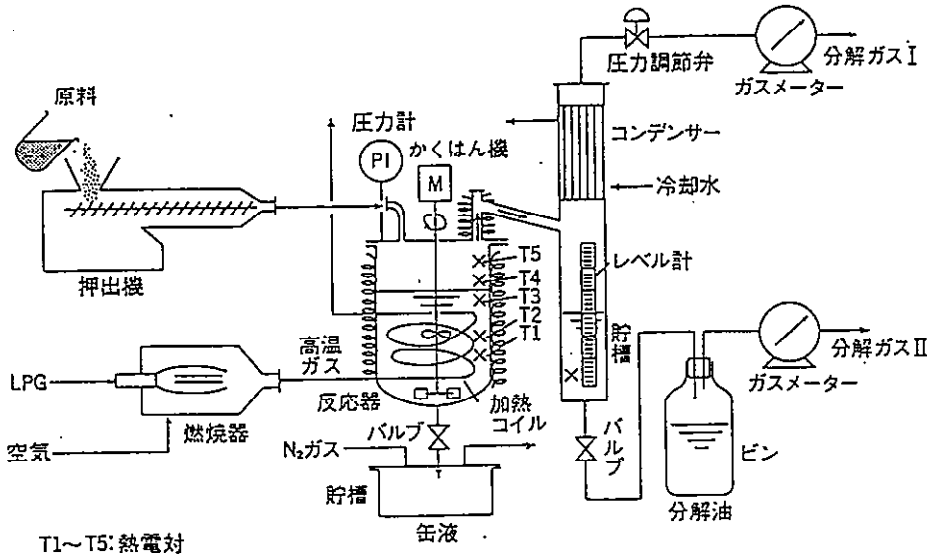 原料
押出機
圧力計
PI
かくはん機
M
圧力調節弁
ガスメーター
分解ガスⅠ
コンデンサー
冷却水
T5
T4
T3
T2
T1
レベル計
貯槽
高温
ガス
LPG
空気
燃焼器
反応器
加熱
コイル
バルブ
N₂ガス
貯槽
缶液
バルブ
ガスメーター
分解ガスⅡ
ビン
分解油
T1～T5:熱電対